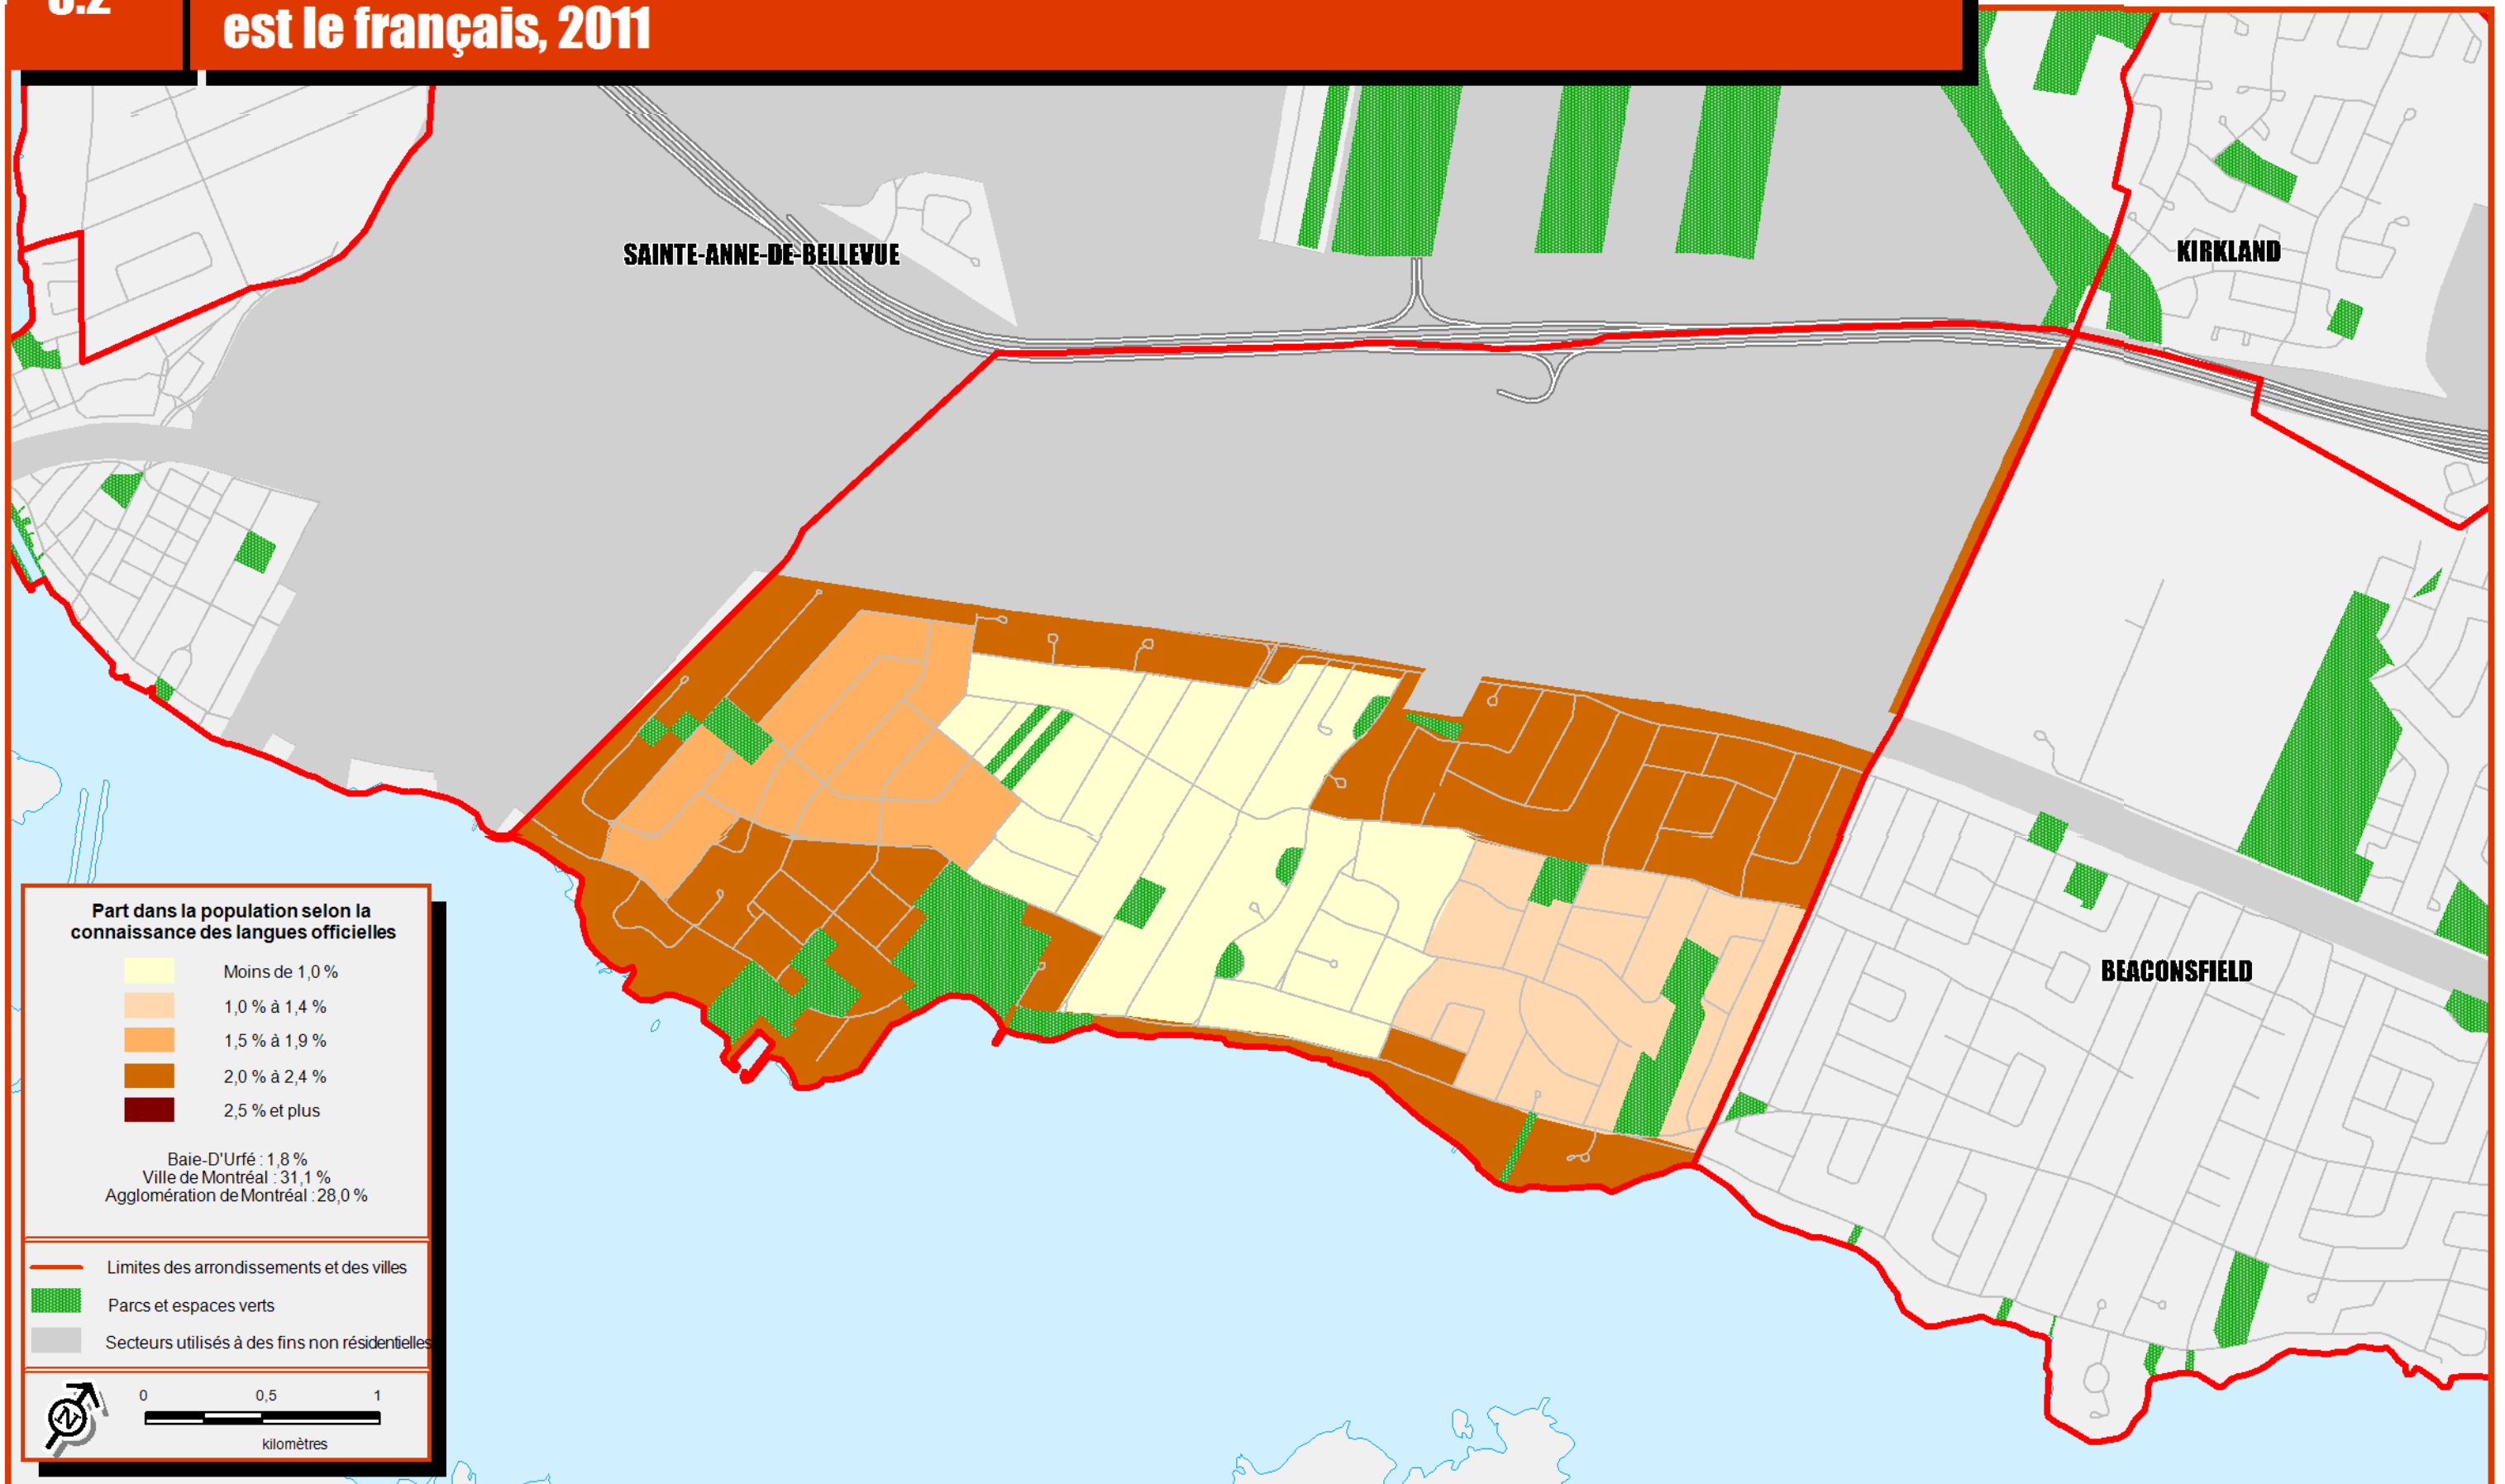 est le français, 2011
SAINTE-ANNE-DE-BELLEVUE
KIRKLAND
BEACONSFIELD
Part dans la population selon la
connaissance des langues officielles
Moins de 1,0 %
1,0 % à 1,4 %
1,5 % à 1,9 %
2,0 % à 2,4 %
2,5 % et plus
Baie-D'Urfé : 1,8 %
Ville de Montréal : 31,1 %
Agglomération de Montréal : 28,0 %
Limites des arrondissements et des villes
Parcs et espaces verts
Secteurs utilisés à des fins non résidentielles
N
0 0,5 1
kilomètres